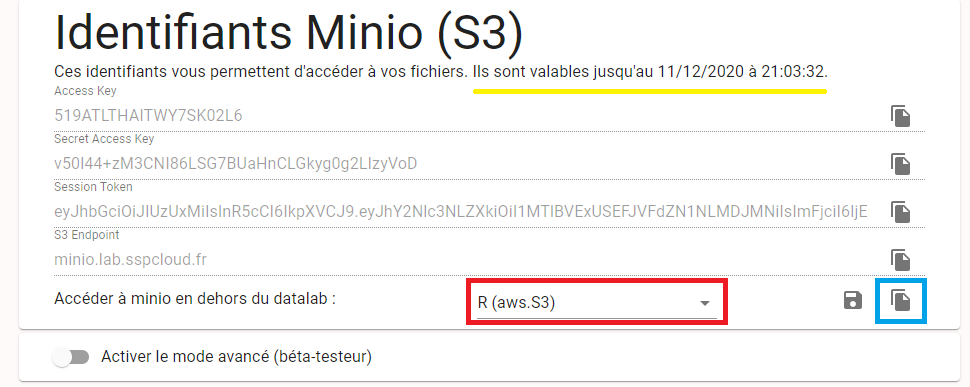 Identifiants Minio (S3)
Ces identifiants vous permettent d'accéder à vos fichiers. Ils sont valables jusqu'au 11/12/2020 à 21:03:32.
Access Key
519ATLTHAITWY7SK02L6
Secret Access Key
v50I44+zM3CNI86LSG7BUaHnCLGkyg0g2LIzyVoD
Session Token
eyJhbGciOiJIUzUxMiIsInR5cCI6IkpXVCJ9.eyJhY2Nlc3NLZXkiOiI1MTlBVExUSEFJVFdZN1NLMDJMNiIsImFjciI6IjE
S3 Endpoint
minio.lab.sspcloud.fr
Accéder à minio en dehors du datalab :
R (aws.S3)
Activer le mode avancé (béta-testeur)